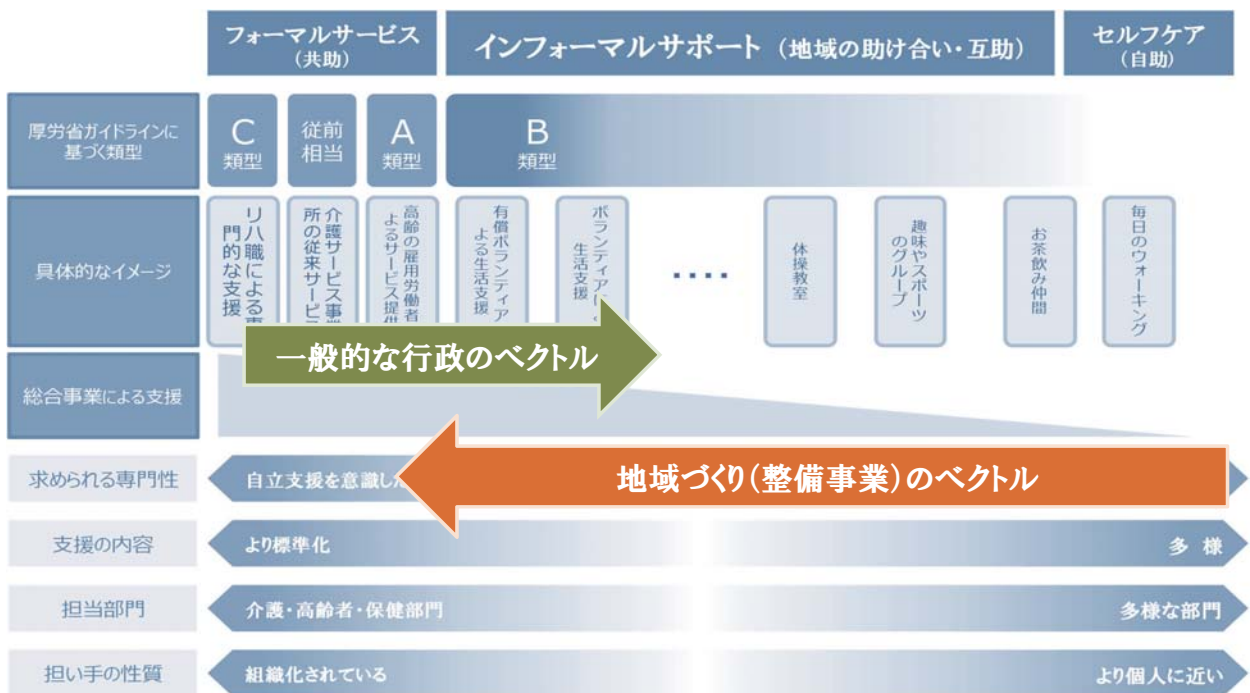 フォーマルサービス
(共助)
インフォーマルサポート (地域の助け合い・互助)
セルフケア
(自助)
厚労省ガイドラインに
基づく類型
C
類型
従前
相当
A
類型
B
類型
具体的なイメージ
リハ職による専
門的な支援
介護サービス事業
所の従来サービス
高齢の雇用労働者
よるサービス提供
有償ボランティア
よる生活支援
ボランティアに
生活支援
・・・・
体操教室
趣味やスポーツ
のグループ
お茶飲み仲間
毎日のウォーキング
一般的な行政のベクトル
総合事業による支援
求められる専門性
自立支援を意識し
地域づくり(整備事業)のベクトル
支援の内容
より標準化
多 様
担当部門
介護・高齢者・保健部門
多様な部門
担い手の性質
組織化されている
より個人に近い